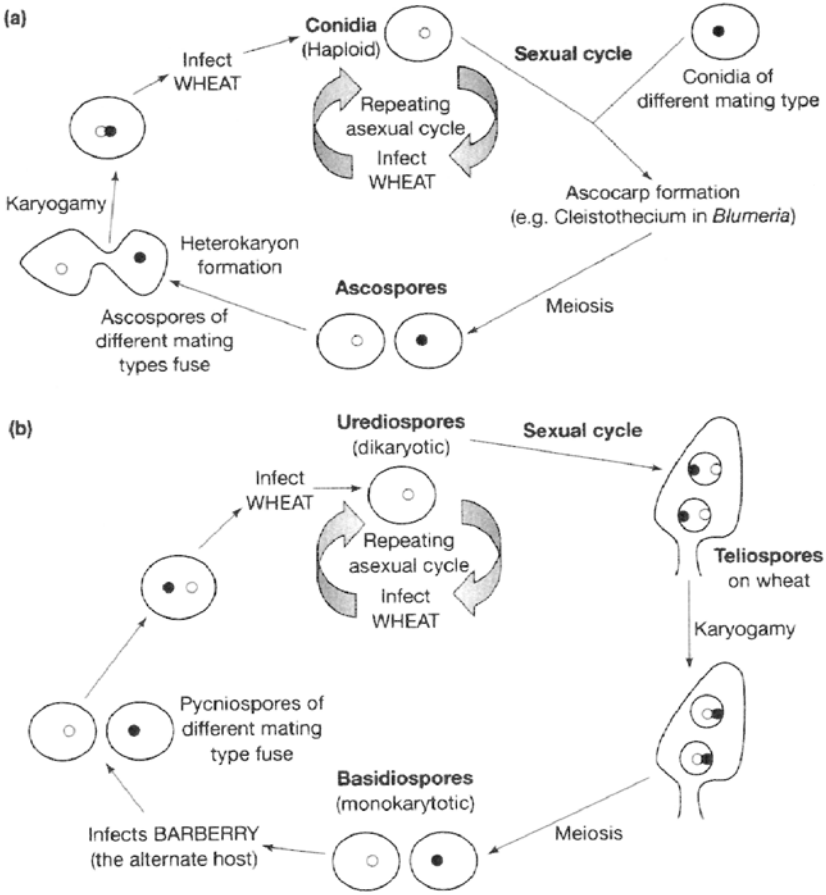 (a)
Conidia
(Haploid)
Sexual cycle
Conidia of
different mating type
Infect
WHEAT
Repeating
asexual cycle
Infect
WHEAT
Karyogamy
Ascocarp formation
(e.g. Cleistothecium in Blumeria)
Heterokaryon
formation
Ascospores
Meiosis
Ascospores of
different mating
types fuse
(b)
Urediospores
(dikaryotic)
Sexual cycle
Infect
WHEAT
Repeating
asexual cycle
Infect
WHEAT
Teliospores
on wheat
Karyogamy
Pycniospores of
different mating
type fuse
Basidiospores
(monokarytotic)
Meiosis
Infects BARBERRY
(the alternate host)